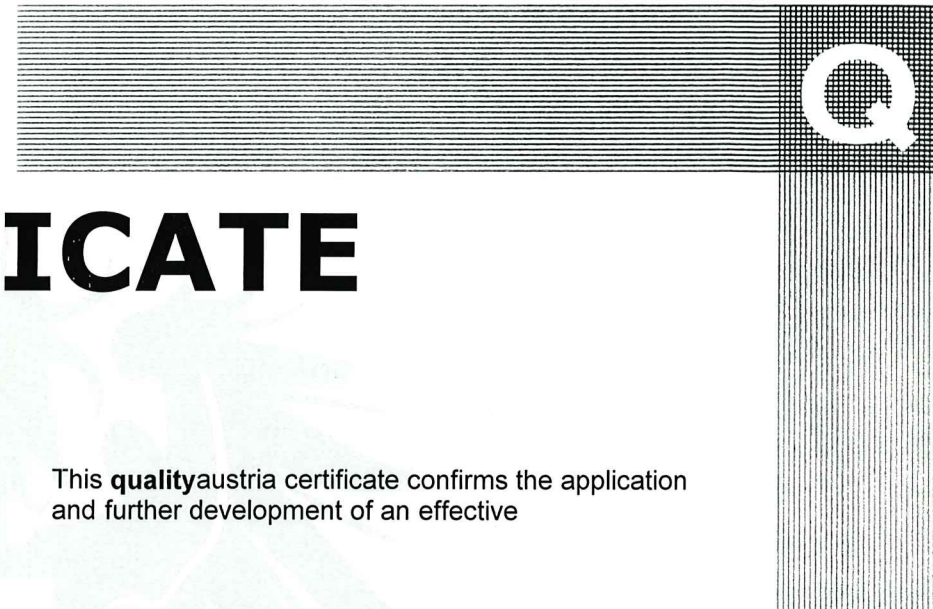 Q
ICATE
This qualityaustria certificate confirms the application
and further development of an effective